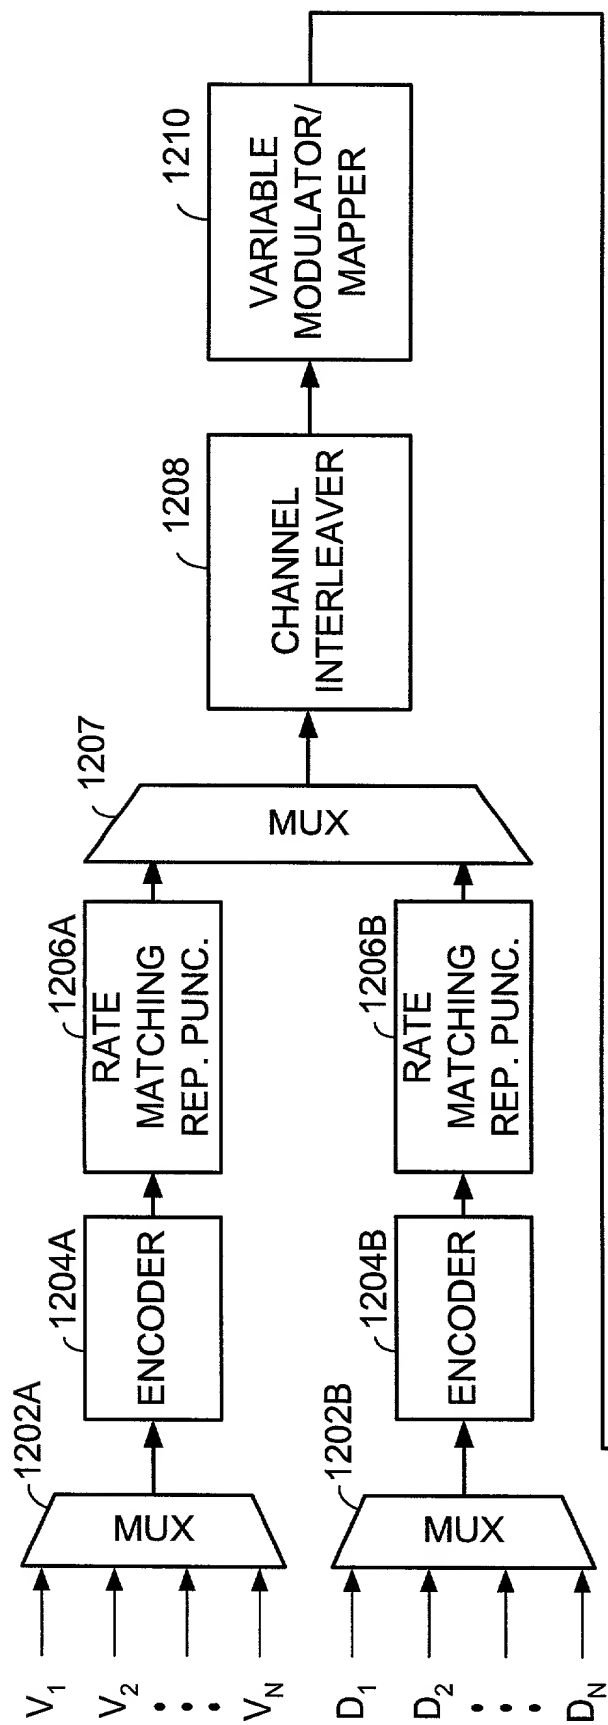 V1
V2
VN
1202A
MUX
1204A
ENCODER
1206A
RATE
MATCHING
REP. PUNC.
D1
D2
DN
1202B
MUX
1204B
ENCODER
1206B
RATE
MATCHING
REP. PUNC.
1207
MUX
1208
CHANNEL
INTERLEAVER
1210
VARIABLE
MODULATOR/
MAPPER